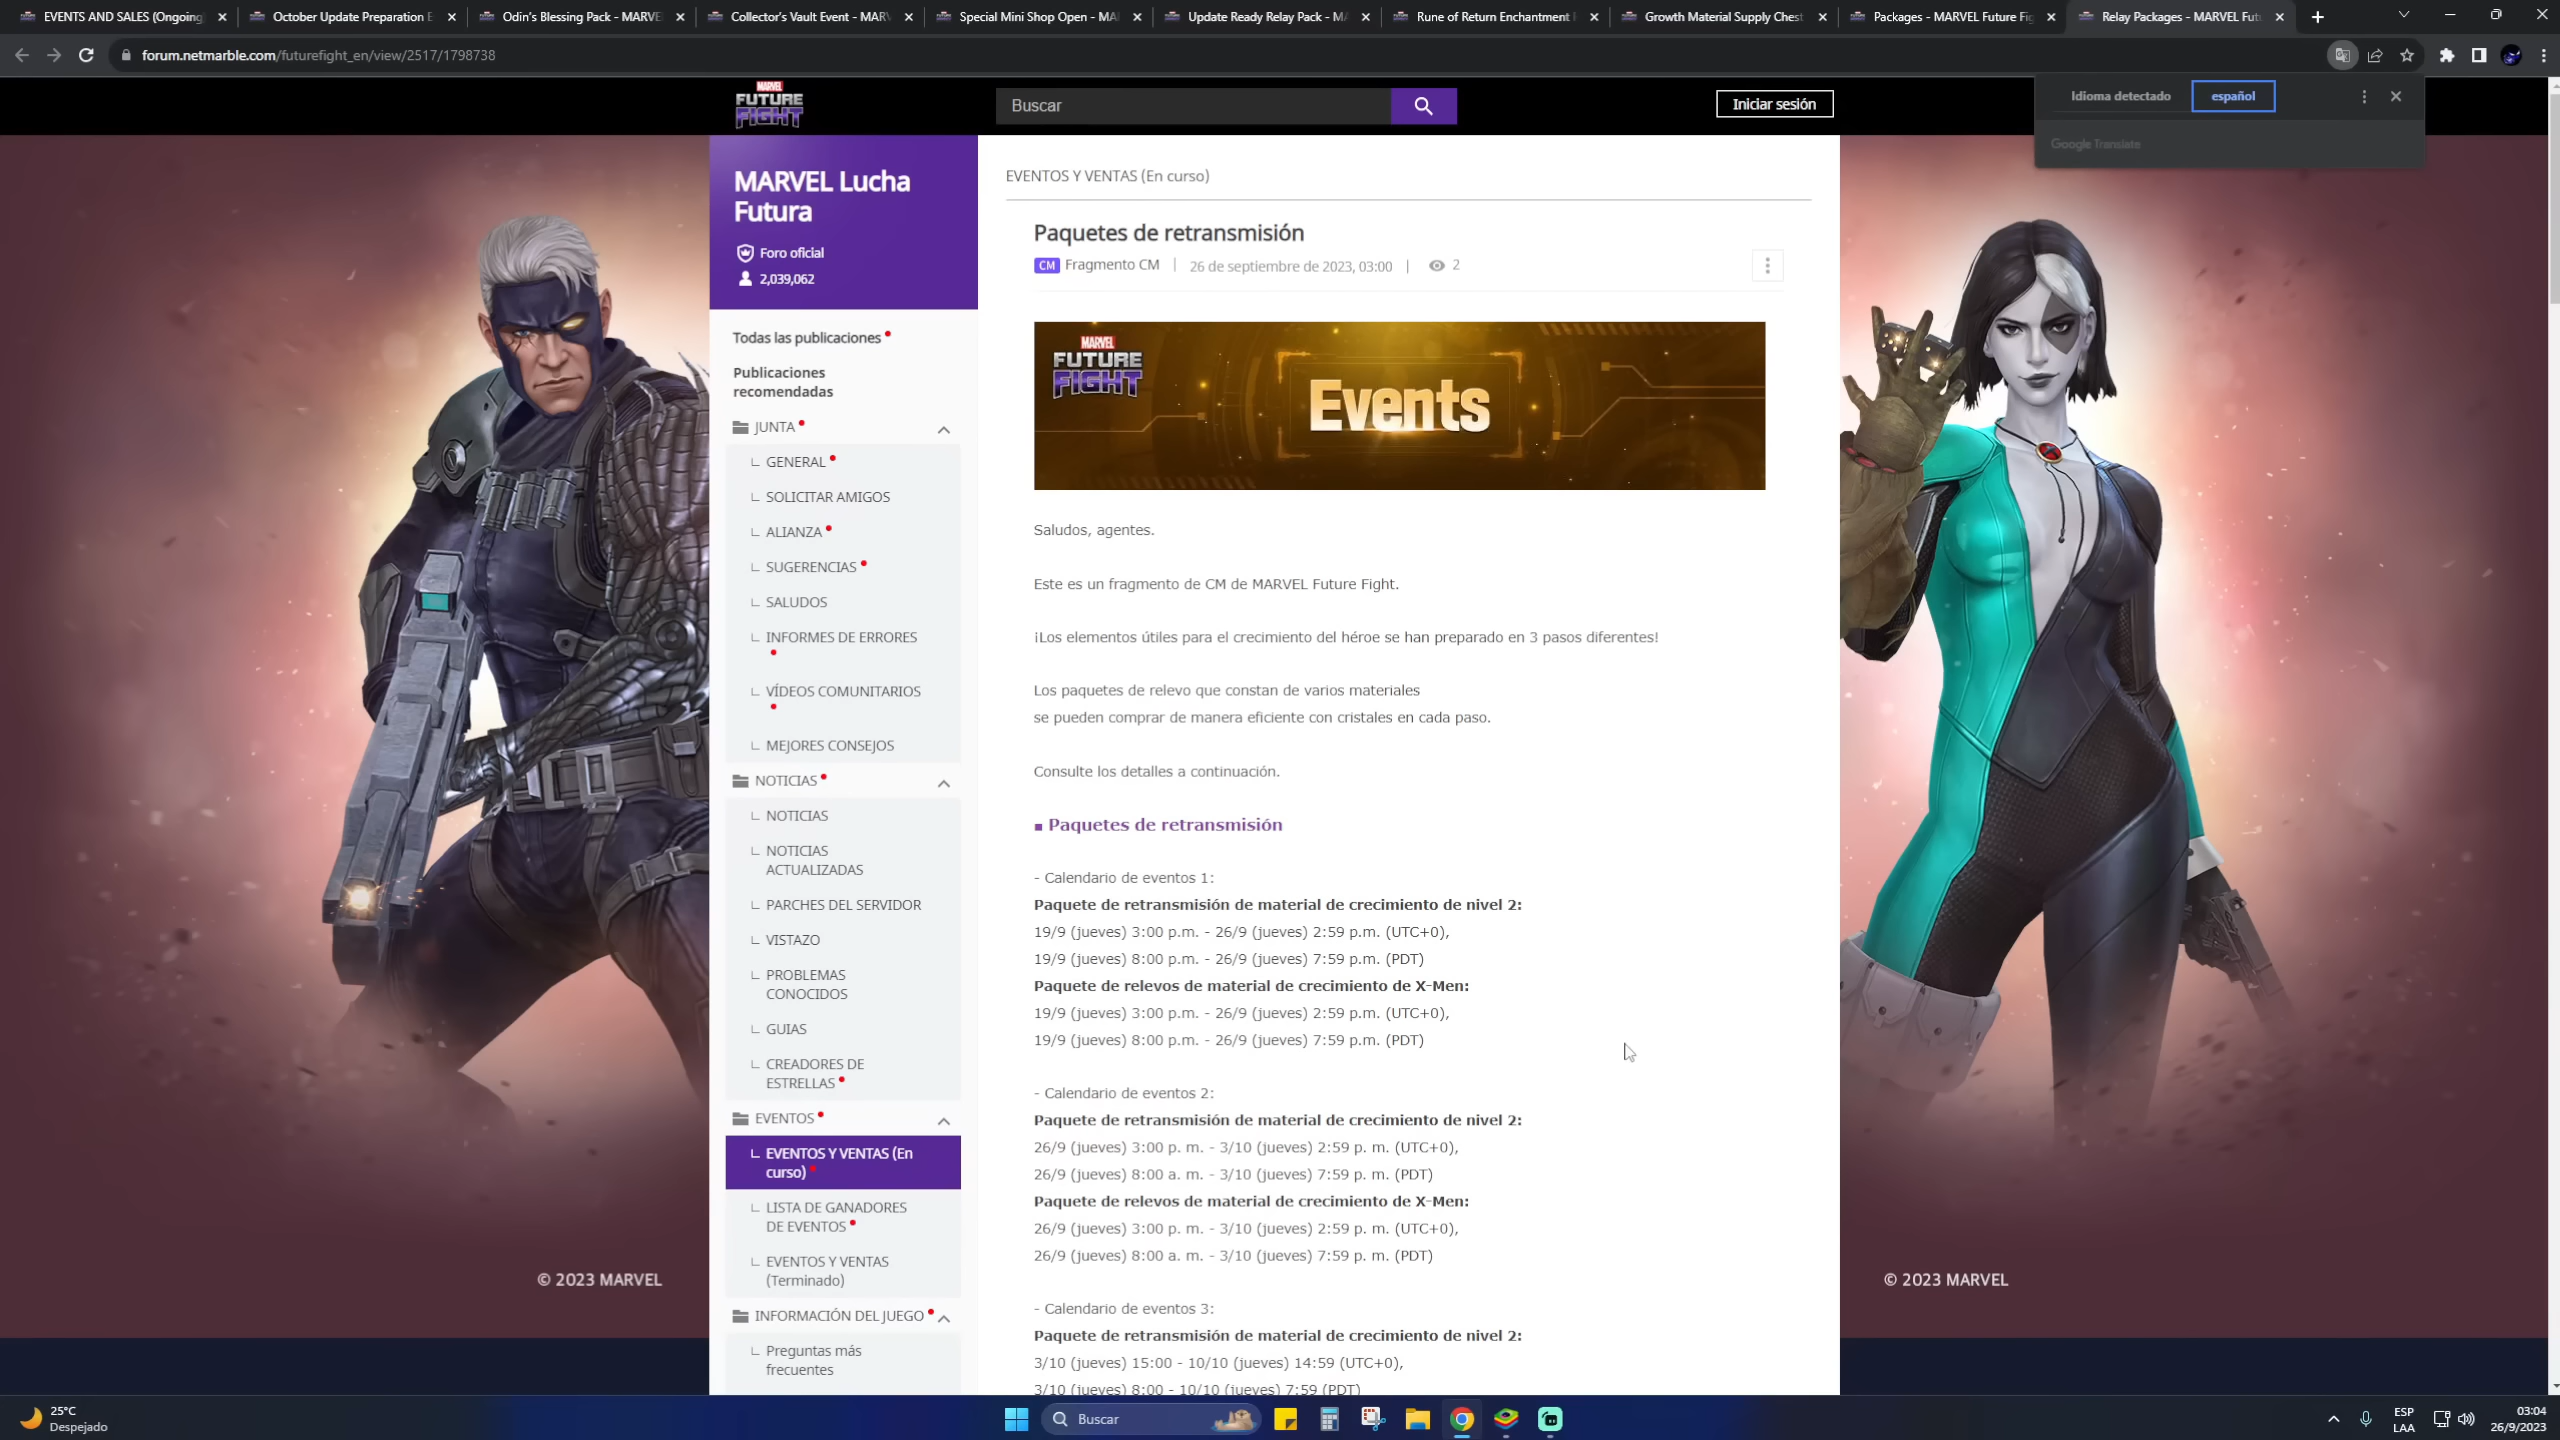 EVENTS AND SALES (Ongoing)
October Update Preparation E
Odin's Blessing Pack - MARVE
Collector's Vault Event - MARV
Special Mini Shop Open - MA
Update Ready Relay Pack - MA
Rune of Return Enchantment
Growth Material Supply Chest
Packages - MARVEL Future Fig
Relay Packages - MARVEL Futu
forum.netmarble.com/futurefight_en/view/2517/1798738
MARVEL
FUTURE
FIGHT
Buscar
Iniciar sesión
Idioma detectado
español
Google Translate
MARVEL Lucha
Futura
Foro oficial
2,039,062
Todas las publicaciones
Publicaciones
recomendadas
JUNTA
GENERAL
SOLICITAR AMIGOS
ALIANZA
SUGERENCIAS
SALUDOS
INFORMES DE ERRORES
VÍDEOS COMUNITARIOS
MEJORES CONSEJOS
NOTICIAS
NOTICIAS
NOTICIAS
ACTUALIZADAS
PARCHES DEL SERVIDOR
VISTAZO
PROBLEMAS
CONOCIDOS
GUIAS
CREADORES DE
ESTRELLAS
EVENTOS
EVENTOS Y VENTAS (En
curso)
LISTA DE GANADORES
DE EVENTOS
EVENTOS Y VENTAS
(Terminado)
INFORMACIÓN DEL JUEGO
Preguntas más
frecuentes
EVENTOS Y VENTAS (En curso)
Paquetes de retransmisión
CM Fragmento CM | 26 de septiembre de 2023, 03:00 | 2
MARVEL
FUTURE
FIGHT
Events
Saludos, agentes.
Este es un fragmento de CM de MARVEL Future Fight.
¡Los elementos útiles para el crecimiento del héroe se han preparado en 3 pasos diferentes!
Los paquetes de relevo que constan de varios materiales
se pueden comprar de manera eficiente con cristales en cada paso.
Consulte los detalles a continuación.
■ Paquetes de retransmisión
- Calendario de eventos 1:
Paquete de retransmisión de material de crecimiento de nivel 2:
19/9 (jueves) 3:00 p.m. - 26/9 (jueves) 2:59 p.m. (UTC+0),
19/9 (jueves) 8:00 p.m. - 26/9 (jueves) 7:59 p.m. (PDT)
Paquete de relevos de material de crecimiento de X-Men:
19/9 (jueves) 3:00 p.m. - 26/9 (jueves) 2:59 p.m. (UTC+0),
19/9 (jueves) 8:00 p.m. - 26/9 (jueves) 7:59 p.m. (PDT)
- Calendario de eventos 2:
Paquete de retransmisión de material de crecimiento de nivel 2:
26/9 (jueves) 3:00 p. m. - 3/10 (jueves) 2:59 p. m. (UTC+0),
26/9 (jueves) 8:00 a. m. - 3/10 (jueves) 7:59 p. m. (PDT)
Paquete de relevos de material de crecimiento de X-Men:
26/9 (jueves) 3:00 p. m. - 3/10 (jueves) 2:59 p. m. (UTC+0),
26/9 (jueves) 8:00 a. m. - 3/10 (jueves) 7:59 p. m. (PDT)
- Calendario de eventos 3:
Paquete de retransmisión de material de crecimiento de nivel 2:
3/10 (jueves) 15:00 - 10/10 (jueves) 14:59 (UTC+0),
3/10 (jueves) 8:00 - 10/10 (jueves) 7:59 (PDT)
© 2023 MARVEL
© 2023 MARVEL
25°C
Despejado
Buscar
ESP
LAA
03:04
26/9/2023